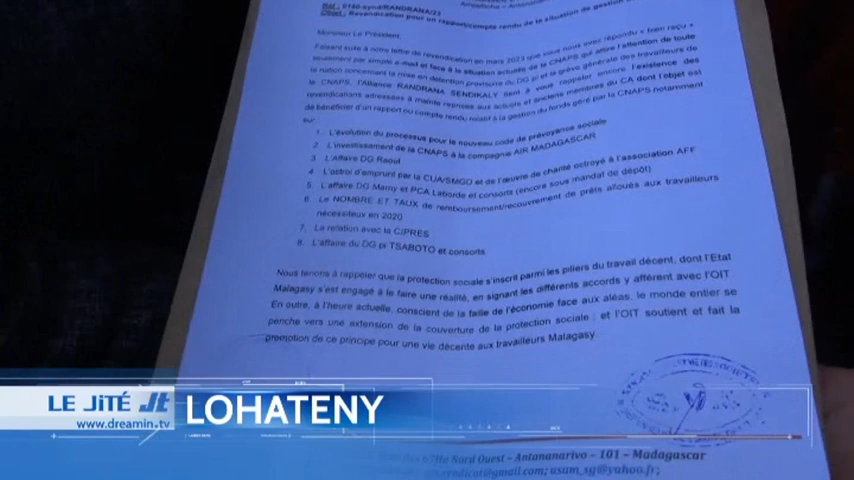 Réf : 0180-synd/RANDRANA/23
Objet : Revendication pour un rapport/compte rendu de la situation de gestion
Monsieur Le Président,
Faisant suite à notre lettre de revendication en mars 2023 que vous nous avez répondu « bien reçu »
seulement par simple e-mail et face à la situation actuelle de la CNAPS qui attire l'attention de toute
la nation concernant la mise en détention provisoire du DG pi et la grève générale des travailleurs de
la CNAPS, l'Alliance RANDRANA SENDIKALY tient à vous rappeler encore l'existence des
revendications adressées à mainte reprise aux actuels et anciens membres du CA dont l'objet est
de bénéficier d'un rapport ou compte rendu relatif à la gestion du fonds géré par la CNAPS notamment
sur :
1. L'évolution du processus pour le nouveau code de prévoyance sociale
2. L'investissement de la CNAPS à la compagnie AIR MADAGASCAR
3. L'Affaire DG Raoul
4. L'octroi d'emprunt par la CUA/SMGD et de l'œuvre de charité octroyé à l'association AFF
5. L'affaire DG Mamy et PCA Laborde et consorts (encore sous mandat de dépôt)
6. Le NOMBRE ET TAUX de remboursement/recouvrement de prêts alloués aux travailleurs
nécessiteux en 2020
7. La relation avec la CIPRES
8. L'affaire du DG pi TSABOTO et consorts
Nous tenons à rappeler que la protection sociale s'inscrit parmi les piliers du travail décent, dont l'Etat
Malagasy s'est engagé à le faire une réalité, en signant les différents accords y afférent avec l'OIT.
En outre, à l'heure actuelle, conscient de la faille de l'économie face aux aléas, le monde entier se
penche vers une extension de la couverture de la protection sociale ; et l'OIT soutient et fait la
promotion de ce principe pour une vie décente aux travailleurs Malagasy.
LE JiTÉ Jt
www.dreamin.tv
LOHATENY
Nord Ouest – Antananarivo – 101 – Madagascar
@gmail.com; usam_sg@yahoo.fr;